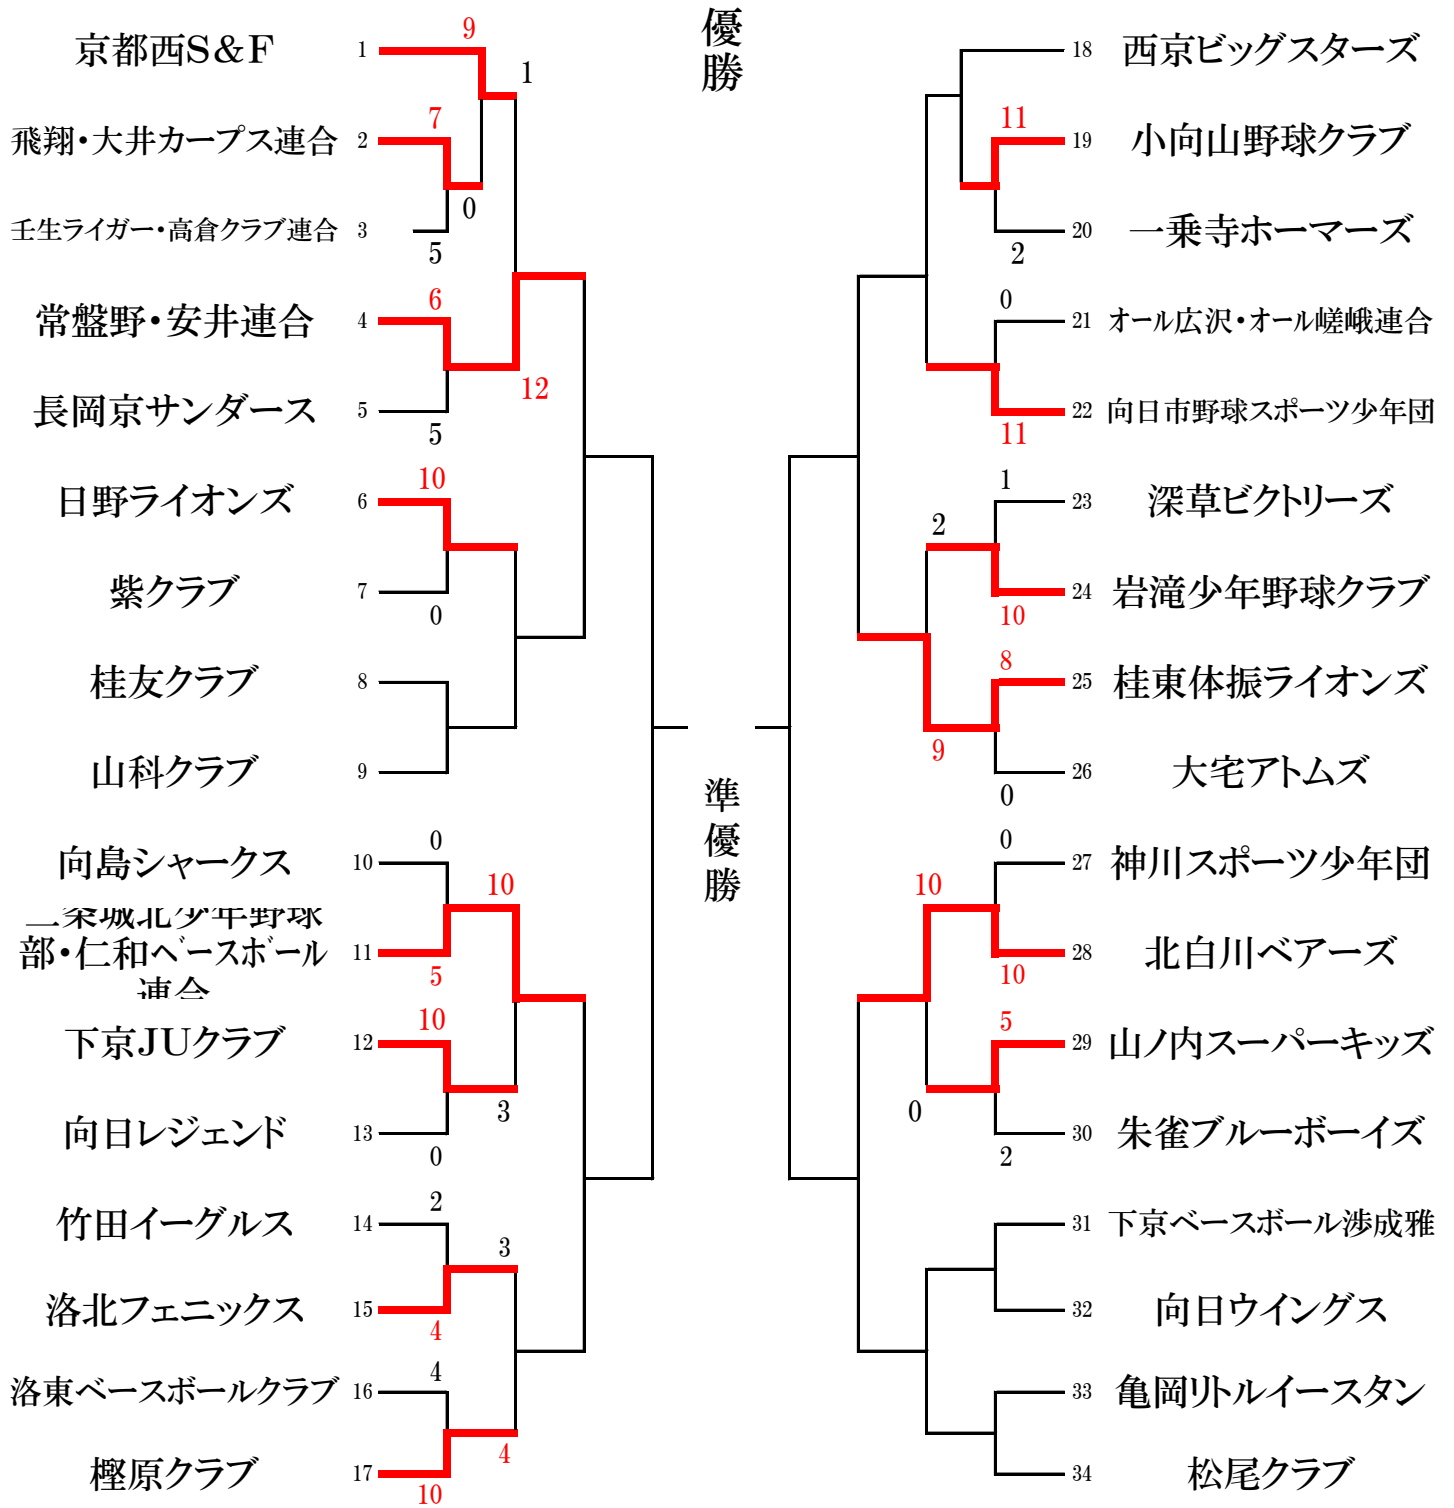 優
勝
京都西S&F
1
9
1
飛翔・大井カープス連合
2
7
0
壬生ライガー・高倉クラブ連合
3
5
常盤野・安井連合
4
6
12
長岡京サンダース
5
5
日野ライオンズ
6
10
紫クラブ
7
0
桂友クラブ
8
山科クラブ
9
向島シャークス
10
0
10
二条城北少年野球
部・仁和ベースボール
連合
11
5
下京JUクラブ
12
10
3
向日レジェンド
13
0
竹田イーグルス
14
2
3
洛北フェニックス
15
4
洛東ベースボールクラブ
16
4
4
樫原クラブ
17
10
準
優
勝
18
西京ビッグスターズ
11
19
小向山野球クラブ
20
一乗寺ホーマーズ
2
0
21
オール広沢・オール嵯峨連合
22
向日市野球スポーツ少年団
11
1
23
深草ビクトリーズ
2
24
岩滝少年野球クラブ
10
8
25
桂東体振ライオンズ
9
26
大宅アトムズ
0
0
27
神川スポーツ少年団
10
28
北白川ベアーズ
10
5
29
山ノ内スーパーキッズ
0
30
朱雀ブルーボーイズ
2
31
下京ベースボール渉成雅
32
向日ウイングス
33
亀岡リトルイースタン
34
松尾クラブ